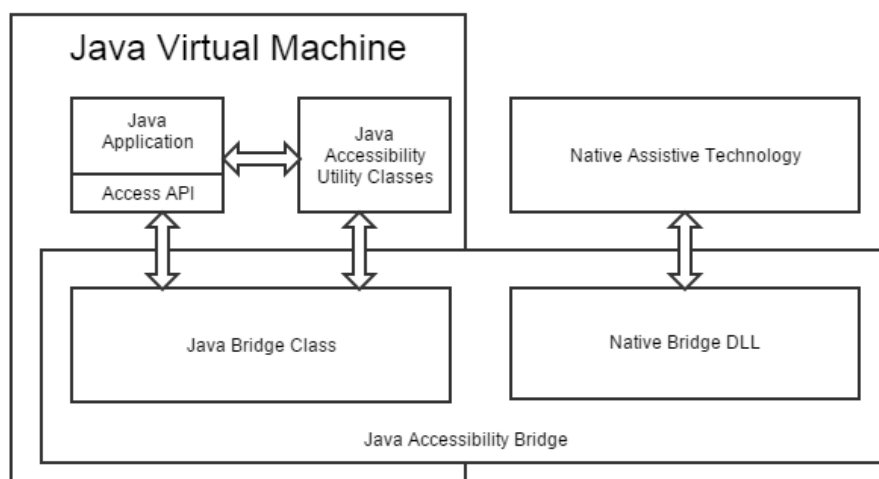 Java Virtual Machine
Java
Application
Access API
Java
Accessibility
Utility Classes
Native Assistive Technology
Java Bridge Class
Native Bridge DLL
Java Accessibility Bridge